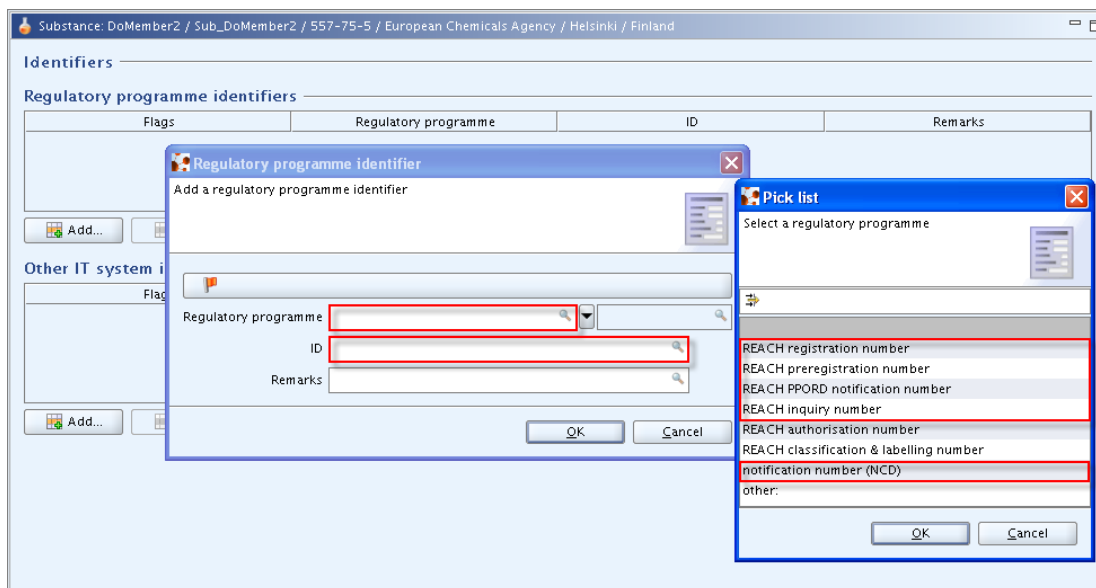 Substance: DoMember2 / Sub_DoMember2 / 557-75-5 / European Chemicals Agency / Helsinki / Finland
Identifiers
Regulatory programme identifiers
Flags Regulatory programme ID Remarks
Regulatory programme identifier
Add a regulatory programme identifier
Add...
Other IT system i
Flag
Regulatory programme
ID
Remarks
Add...
OK Cancel
Pick list
Select a regulatory programme
REACH registration number
REACH preregistration number
REACH PPORD notification number
REACH inquiry number
REACH authorisation number
REACH classification & labelling number
notification number (NCD)
other:
OK Cancel